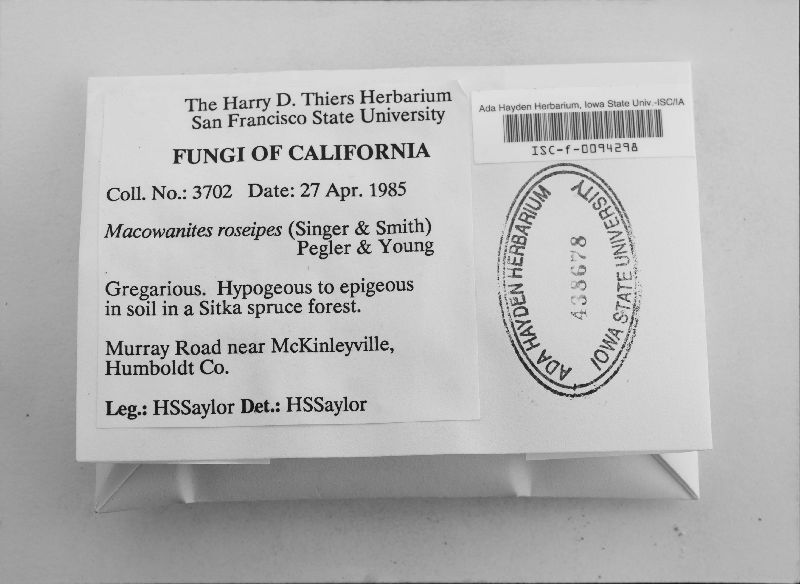 The Harry D. Thiers Herbarium
San Francisco State University
FUNGI OF CALIFORNIA
Coll. No.: 3702 Date: 27 Apr. 1985
Macowanites roseipes (Singer & Smith)
Pegler & Young
Gregarious. Hypogeous to epigeous
in soil in a Sitka spruce forest.
Murray Road near McKinleyville,
Humboldt Co.
Leg.: HSSaylor Det.: HSSaylor
Ada Hayden Herbarium, Iowa State Univ.-ISC/IA
ISC-f-0094298
ADA HAYDEN HERBARIUM
438678
IOWA STATE UNIVERSITY